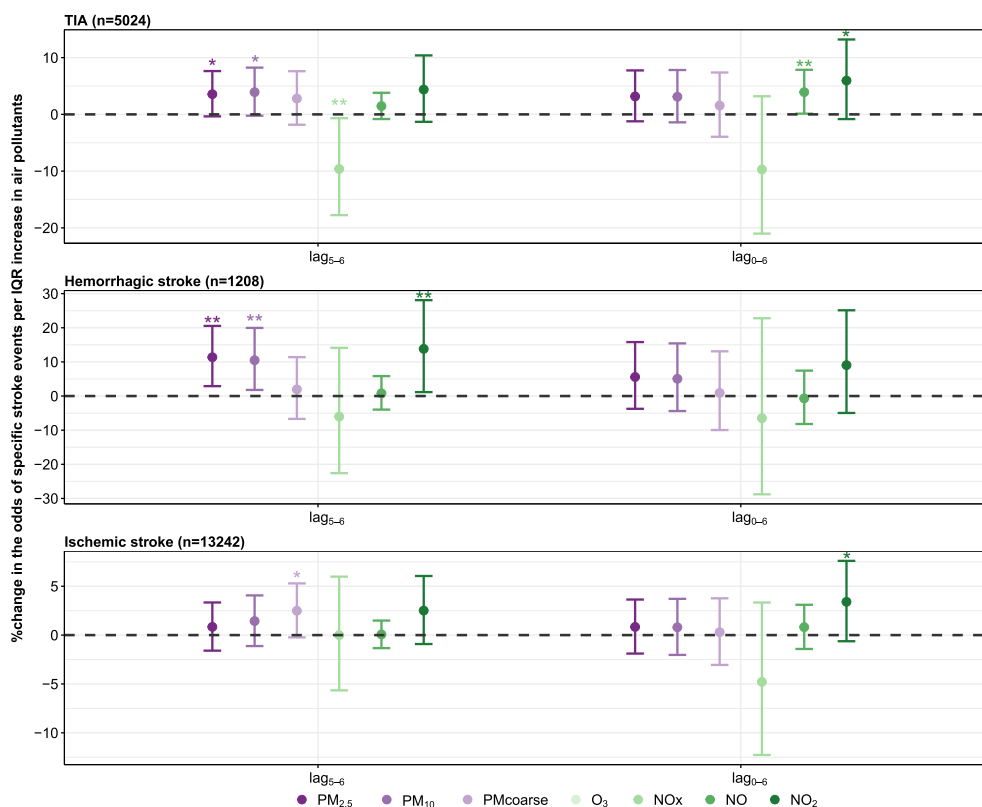 %change in the odds of specific stroke events per IQR increase in air pollutants
TIA (n=5024)
10
0
−10
−20
* * ** ** *
lag₅₋₆ lag₀₋₆
Hemorrhagic stroke (n=1208)
30
20
10
0
−10
−20
−30
** ** **
lag₅₋₆ lag₀₋₆
Ischemic stroke (n=13242)
5
0
−5
−10
* *
lag₅₋₆ lag₀₋₆
PM₂.₅ PM₁₀ PMcoarse O₃ NOx NO NO₂